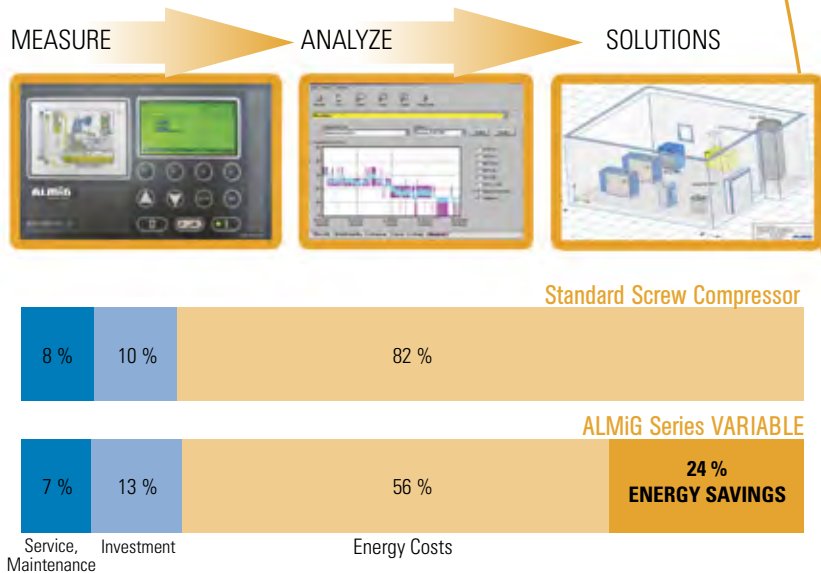 MEASURE
ANALYZE
SOLUTIONS
ALMiG
Standard Screw Compressor
8 %
10 %
82 %
ALMiG Series VARIABLE
7 %
13 %
56 %
24 %
ENERGY SAVINGS
Service,
Maintenance
Investment
Energy Costs